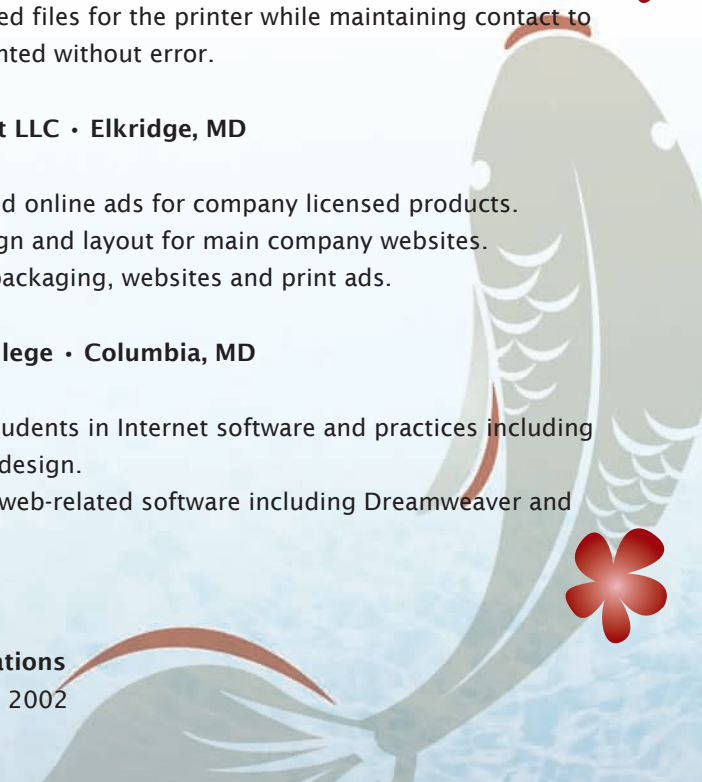 ed files for the printer while maintaining contact to
nted without error.
t LLC • Elkridge, MD
d online ads for company licensed products.
gn and layout for main company websites.
packaging, websites and print ads.
lege • Columbia, MD
udents in Internet software and practices including
design.
web-related software including Dreamweaver and
ations
2002